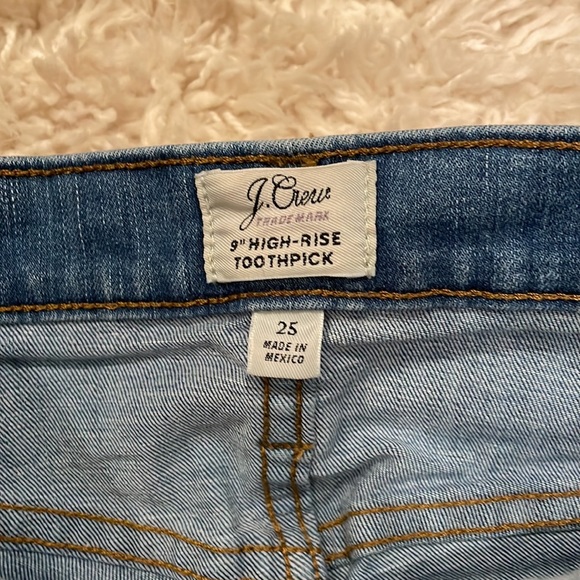 J.Crew
TRADEMARK
9" HIGH-RISE
TOOTHPICK
25
MADE IN
MEXICO